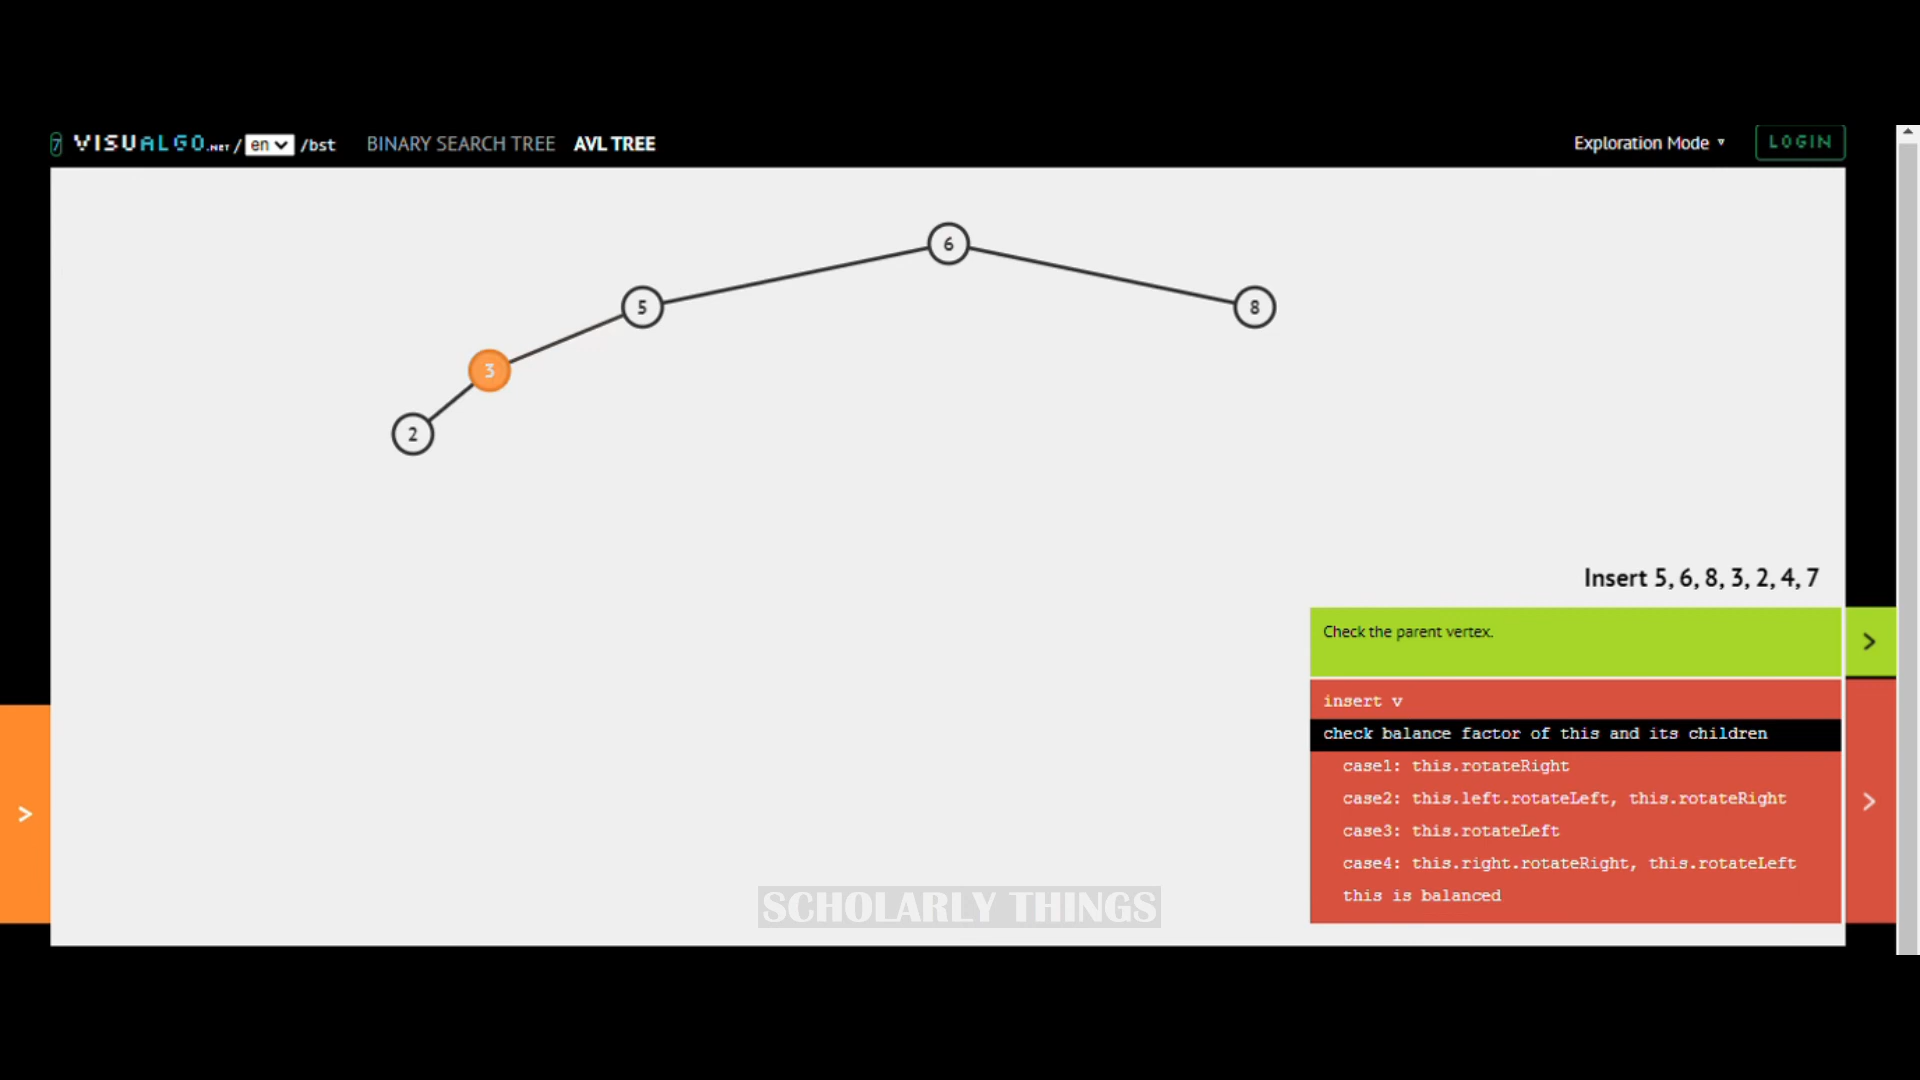 7 VISUALGO.NET / en /bst BINARY SEARCH TREE AVL TREE Exploration Mode LOGIN
6
5
8
3
2
Insert 5, 6, 8, 3, 2, 4, 7
Check the parent vertex.
insert v
check balance factor of this and its children
case1: this.rotateRight
case2: this.left.rotateLeft, this.rotateRight
case3: this.rotateLeft
case4: this.right.rotateRight, this.rotateLeft
this is balanced
SCHOLARLY THINGS